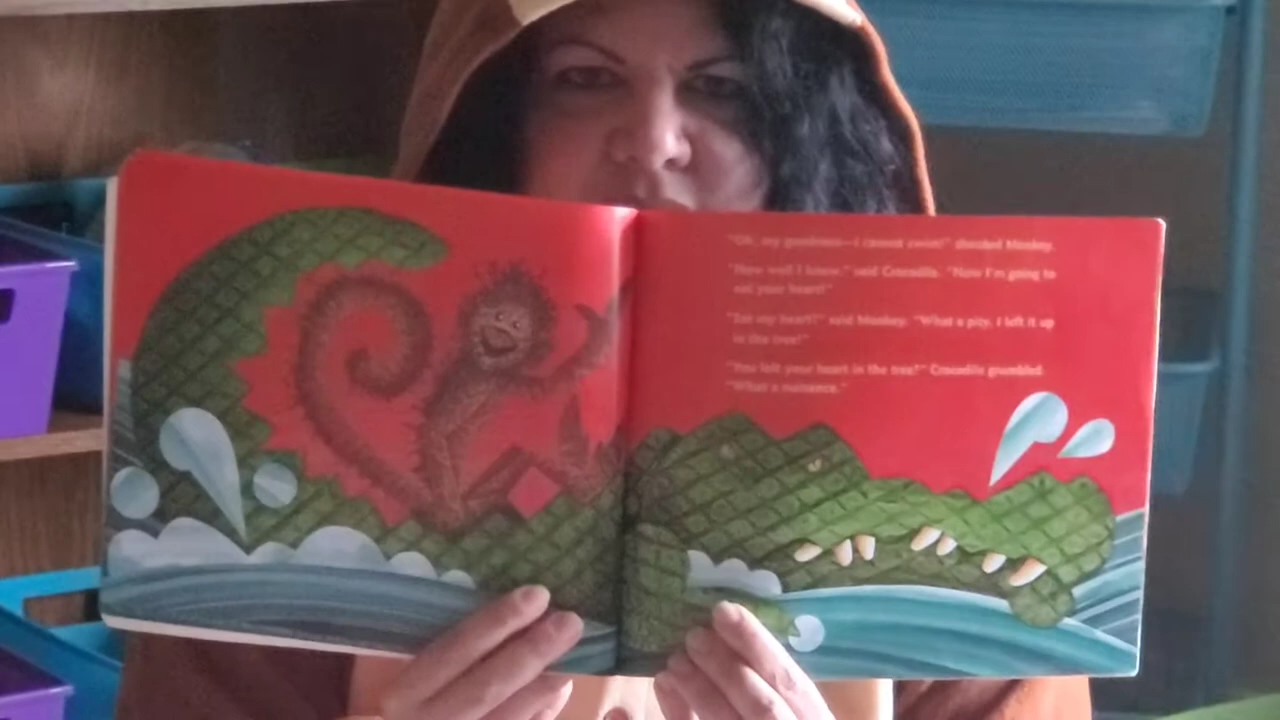 "Oh, my goodness—I cannot swim!" shrieked Monkey.
"How well I know," said Crocodile. "Now I'm going to
eat your heart!"
"Eat my heart?" said Monkey. "What a pity. I left it up
in the tree!"
"You left your heart in the tree?" Crocodile grumbled.
"What a nuisance."